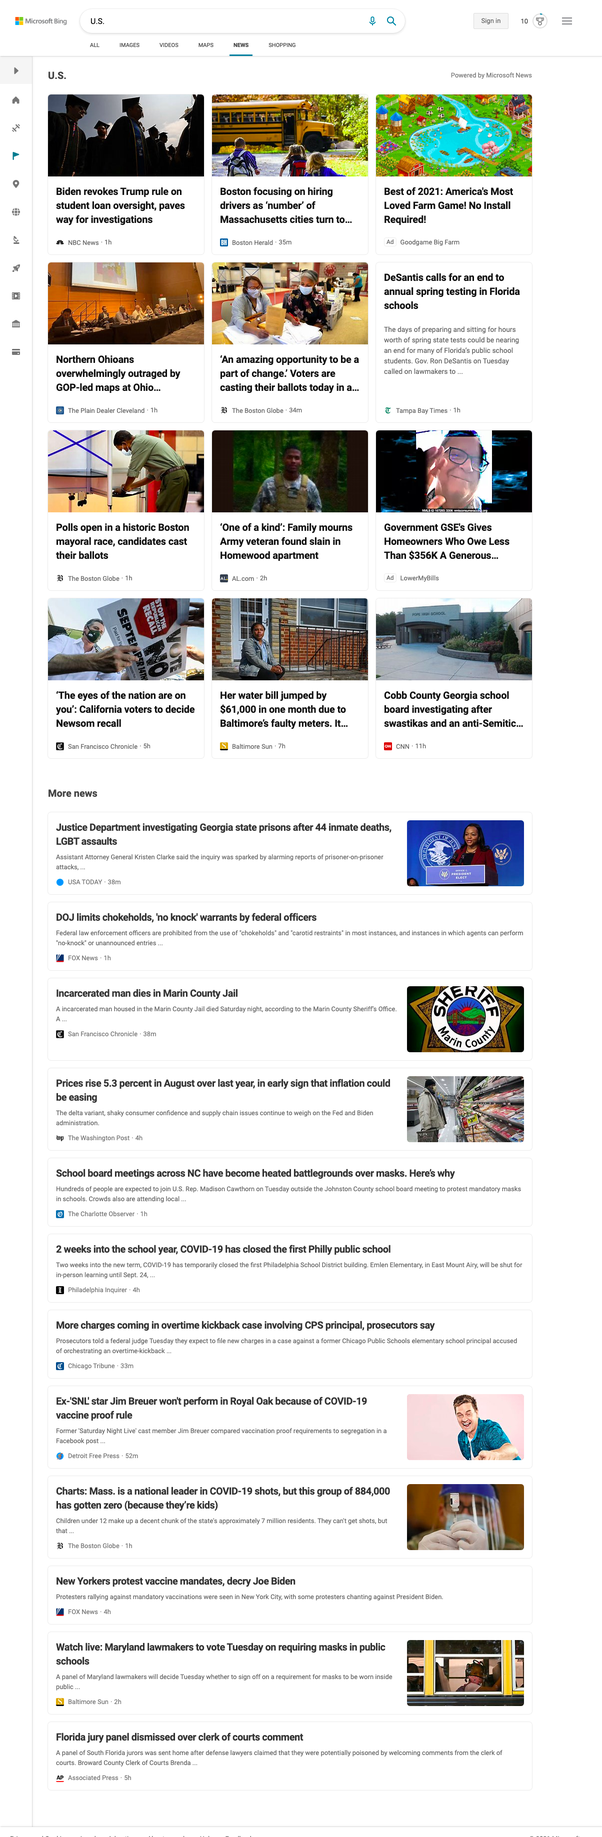 Microsoft Bing
U.S.
Sign in
10
ALL
IMAGES
VIDEOS
MAPS
NEWS
SHOPPING
U.S.
Powered by Microsoft News
Biden revokes Trump rule on
student loan oversight, paves
way for investigations
NBC News · 1h
Boston focusing on hiring
drivers as ‘number’ of
Massachusetts cities turn to...
Boston Herald · 35m
Best of 2021: America's Most
Loved Farm Game! No Install
Required!
Ad Goodgame Big Farm
Northern Ohioans
overwhelmingly outraged by
GOP-led maps at Ohio...
The Plain Dealer Cleveland · 1h
‘An amazing opportunity to be a
part of change.’ Voters are
casting their ballots today in a...
The Boston Globe · 34m
DeSantis calls for an end to
annual spring testing in Florida
schools
The days of preparing and sitting for hours
worth of spring state tests could be nearing
an end for many of Florida's public school
students. Gov. Ron DeSantis on Tuesday
called on lawmakers to ...
Tampa Bay Times · 1h
Polls open in a historic Boston
mayoral race, candidates cast
their ballots
The Boston Globe · 1h
‘One of a kind’: Family mourns
Army veteran found slain in
Homewood apartment
AL.com · 2h
Government GSE's Gives
Homeowners Who Owe Less
Than $356K A Generous...
Ad LowerMyBills
STOP THE
RECALL
VOTE
NO
SEPTEMBER
‘The eyes of the nation are on
you’: California voters to decide
Newsom recall
San Francisco Chronicle · 5h
Her water bill jumped by
$61,000 in one month due to
Baltimore’s faulty meters. It...
Baltimore Sun · 7h
Cobb County Georgia school
board investigating after
swastikas and an anti-Semitic...
CNN · 11h
More news
Justice Department investigating Georgia state prisons after 44 inmate deaths,
LGBT assaults
Assistant Attorney General Kristen Clarke said the inquiry was sparked by alarming reports of prisoner-on-prisoner
attacks, ...
USA TODAY · 38m
DOJ limits chokeholds, 'no knock' warrants by federal officers
Federal law enforcement officers are prohibited from the use of "chokeholds" and "carotid restraints" in most instances, and instances in which agents can perform
"no-knock" or unannounced entries ...
FOX News · 1h
Incarcerated man dies in Marin County Jail
A incarcerated man housed in the Marin County Jail died Saturday night, according to the Marin County Sheriff's Office.
A ...
San Francisco Chronicle · 38m
SHERIFF
Marin County
Prices rise 5.3 percent in August over last year, in early sign that inflation could
be easing
The delta variant, shaky consumer confidence and supply chain issues continue to weigh on the Fed and Biden
administration.
wp The Washington Post · 4h
School board meetings across NC have become heated battlegrounds over masks. Here's why
Hundreds of people are expected to join U.S. Rep. Madison Cawthorn on Tuesday outside the Johnston County school board meeting to protest mandatory masks
in schools. Crowds also are attending local ...
The Charlotte Observer · 1h
2 weeks into the school year, COVID-19 has closed the first Philly public school
Two weeks into the new term, COVID-19 has temporarily closed the first Philadelphia School District building. Emlen Elementary, in East Mount Airy, will be shut for
in-person learning until Sept. 24, ...
Philadelphia Inquirer · 4h
More charges coming in overtime kickback case involving CPS principal, prosecutors say
Prosecutors told a federal judge Tuesday they expect to file new charges in a case against a former Chicago Public Schools elementary school principal accused
of orchestrating an overtime-kickback ...
Chicago Tribune · 33m
Ex-'SNL' star Jim Breuer won't perform in Royal Oak because of COVID-19
vaccine proof rule
Former 'Saturday Night Live' cast member Jim Breuer compared vaccination proof requirements to segregation in a
Facebook post ...
Detroit Free Press · 52m
Charts: Mass. is a national leader in COVID-19 shots, but this group of 884,000
has gotten zero (because they’re kids)
Children under 12 make up a decent chunk of the state's approximately 7 million residents. They can't get shots, but
that ...
The Boston Globe · 1h
New Yorkers protest vaccine mandates, decry Joe Biden
Protesters rallying against mandatory vaccinations were seen in New York City, with some protesters chanting against President Biden.
FOX News · 4h
Watch live: Maryland lawmakers to vote Tuesday on requiring masks in public
schools
A panel of Maryland lawmakers will decide Tuesday whether to sign off on a requirement for masks to be worn inside
public ...
Baltimore Sun · 2h
Florida jury panel dismissed over clerk of courts comment
A panel of South Florida jurors was sent home after defense lawyers claimed that they were potentially poisoned by welcoming comments from the clerk of
courts. Broward County Clerk of Courts Brenda ...
AP Associated Press · 5h